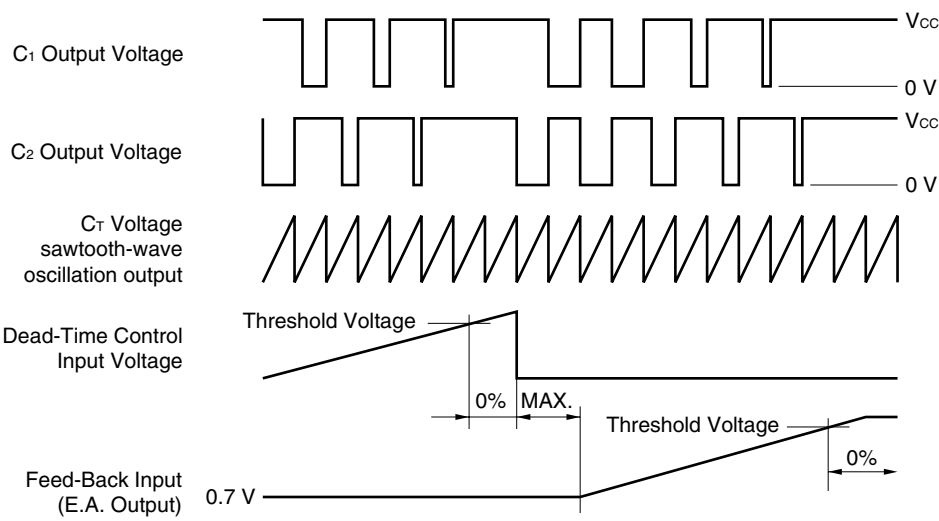 C₁ Output Voltage
VCC
0 V
C₂ Output Voltage
VCC
0 V
CT Voltage
sawtooth-wave
oscillation output
Dead-Time Control
Input Voltage
Threshold Voltage
0% MAX.
Threshold Voltage
0%
Feed-Back Input
(E.A. Output)
0.7 V